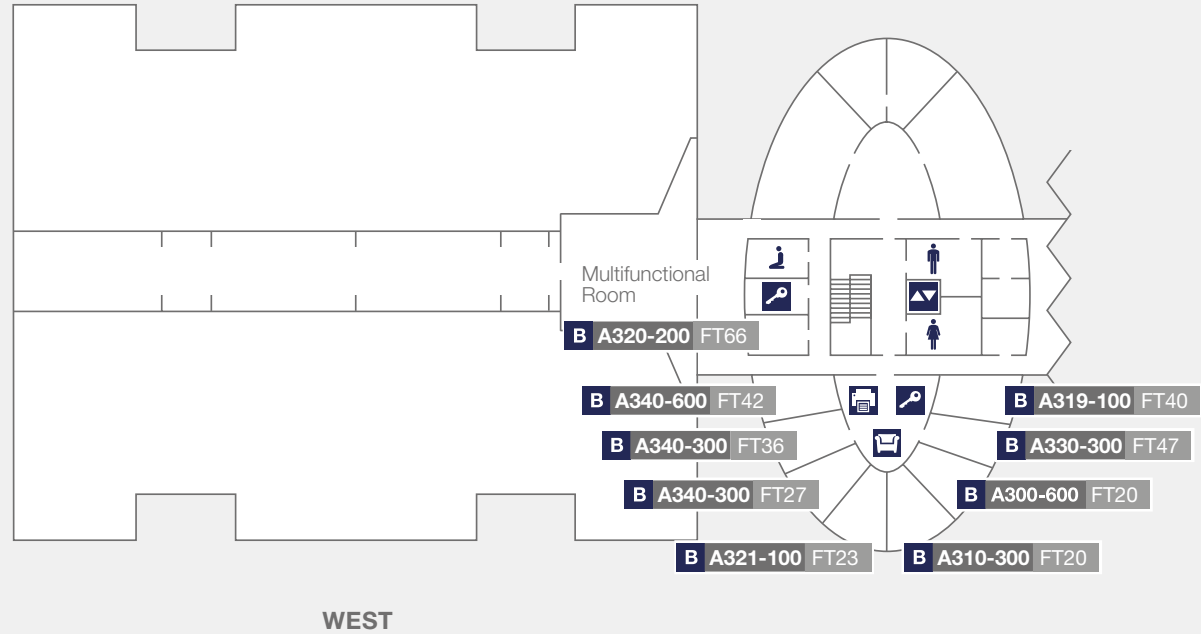 Multifunctional
Room
B A320-200 FT66
B A340-600 FT42
B A319-100 FT40
B A340-300 FT36
B A330-300 FT47
B A340-300 FT27
B A300-600 FT20
B A321-100 FT23
B A310-300 FT20
WEST